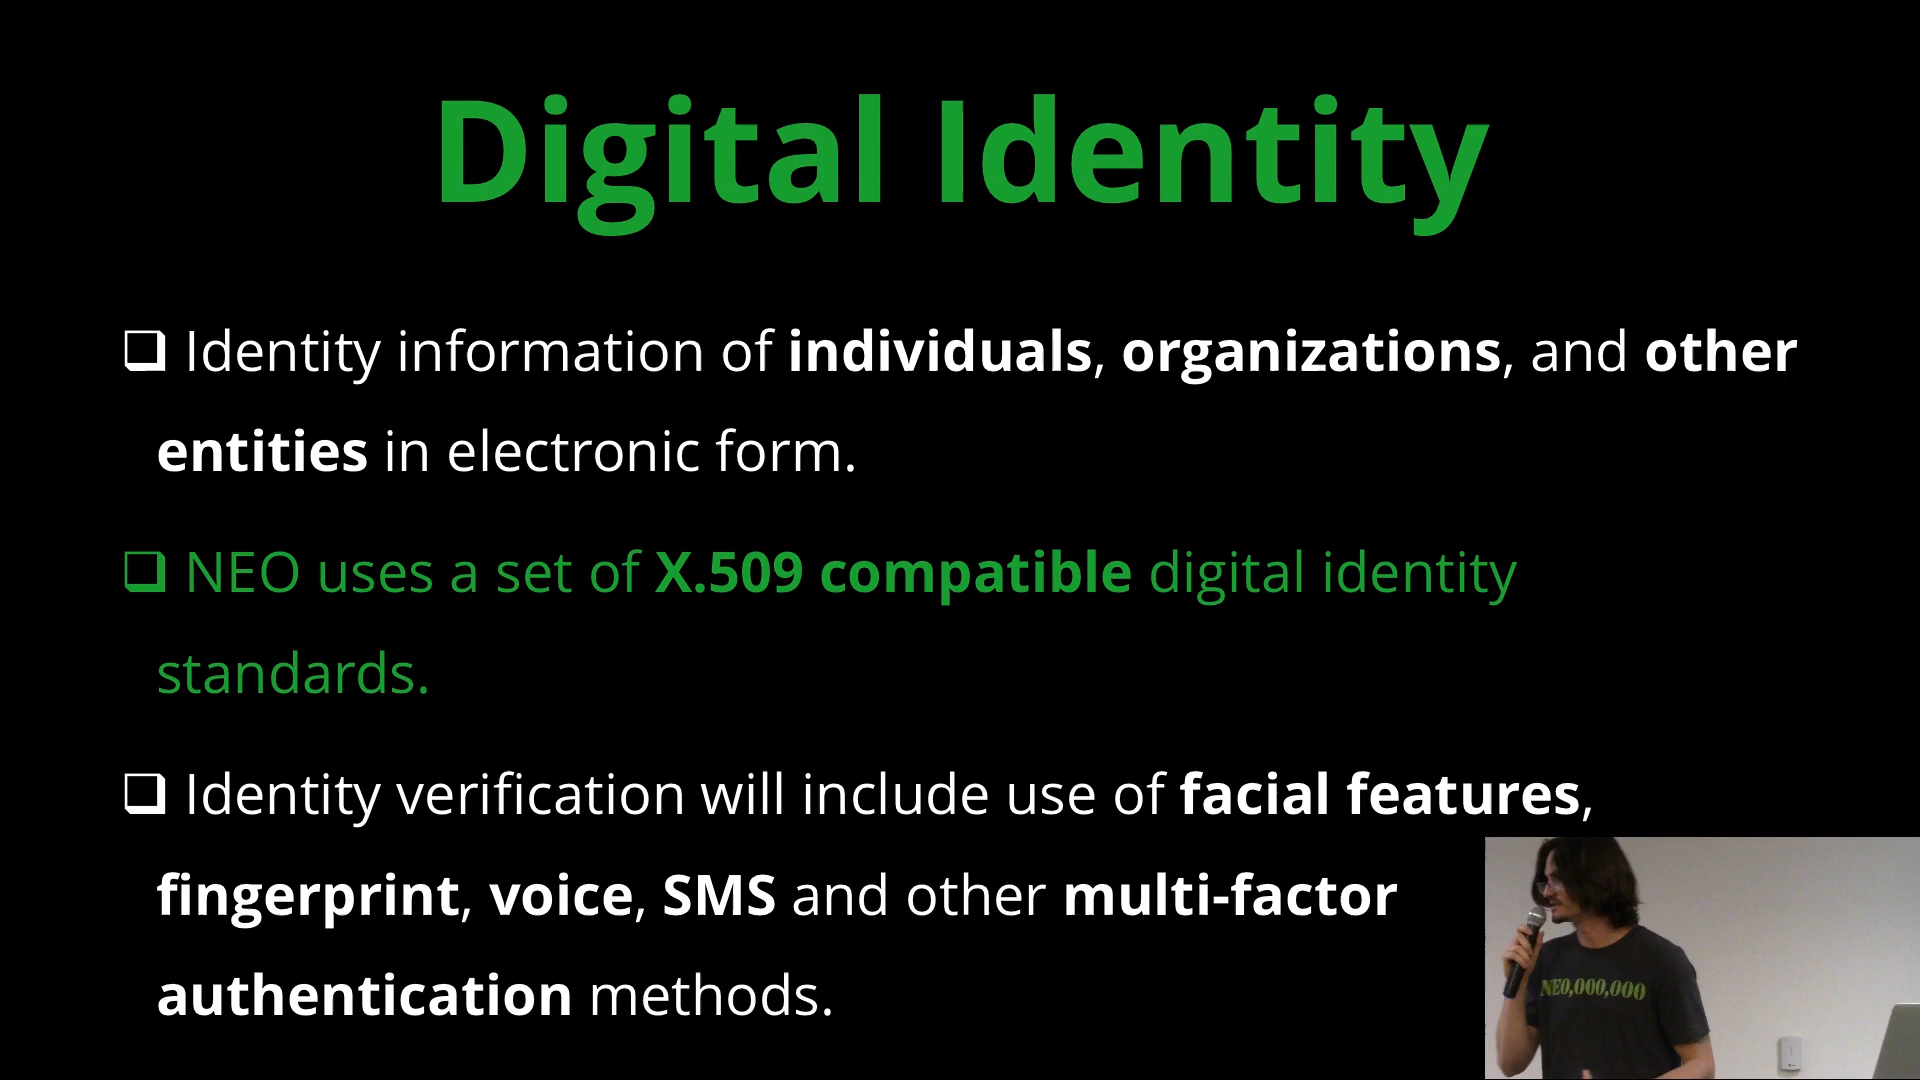 Digital Identity
❑ Identity information of individuals, organizations, and other
entities in electronic form.
❑ NEO uses a set of X.509 compatible digital identity
standards.
❑ Identity verification will include use of facial features,
fingerprint, voice, SMS and other multi-factor
authentication methods.
NEO,000,000